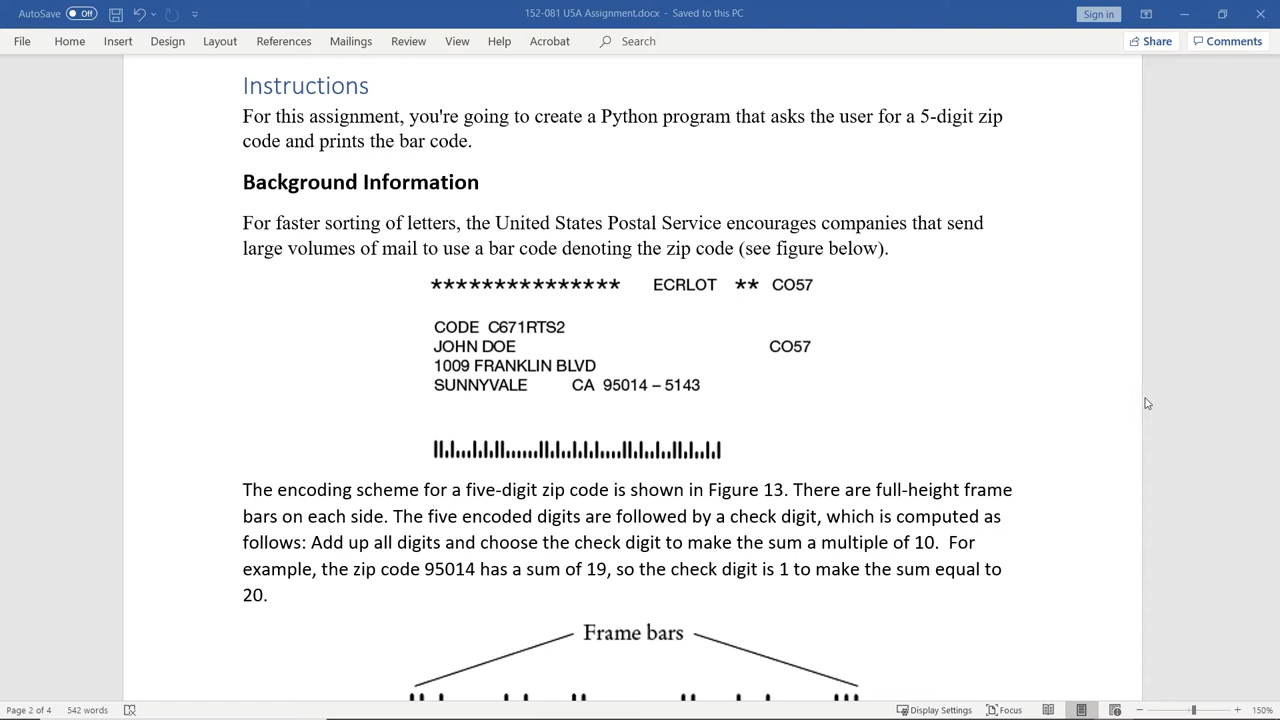 AutoSave Off 152-081 USA Assignment.docx - Saved to this PC Sign in
File Home Insert Design Layout References Mailings Review View Help Acrobat Search Share Comments
Instructions
For this assignment, you're going to create a Python program that asks the user for a 5-digit zip
code and prints the bar code.
Background Information
For faster sorting of letters, the United States Postal Service encourages companies that send
large volumes of mail to use a bar code denoting the zip code (see figure below).
*************** ECRLOT ** CO57
CODE C671RTS2
JOHN DOE CO57
1009 FRANKLIN BLVD
SUNNYVALE CA 95014 – 5143
The encoding scheme for a five-digit zip code is shown in Figure 13. There are full-height frame
bars on each side. The five encoded digits are followed by a check digit, which is computed as
follows: Add up all digits and choose the check digit to make the sum a multiple of 10. For
example, the zip code 95014 has a sum of 19, so the check digit is 1 to make the sum equal to
20.
Frame bars
Page 2 of 4 542 words Display Settings Focus 150%